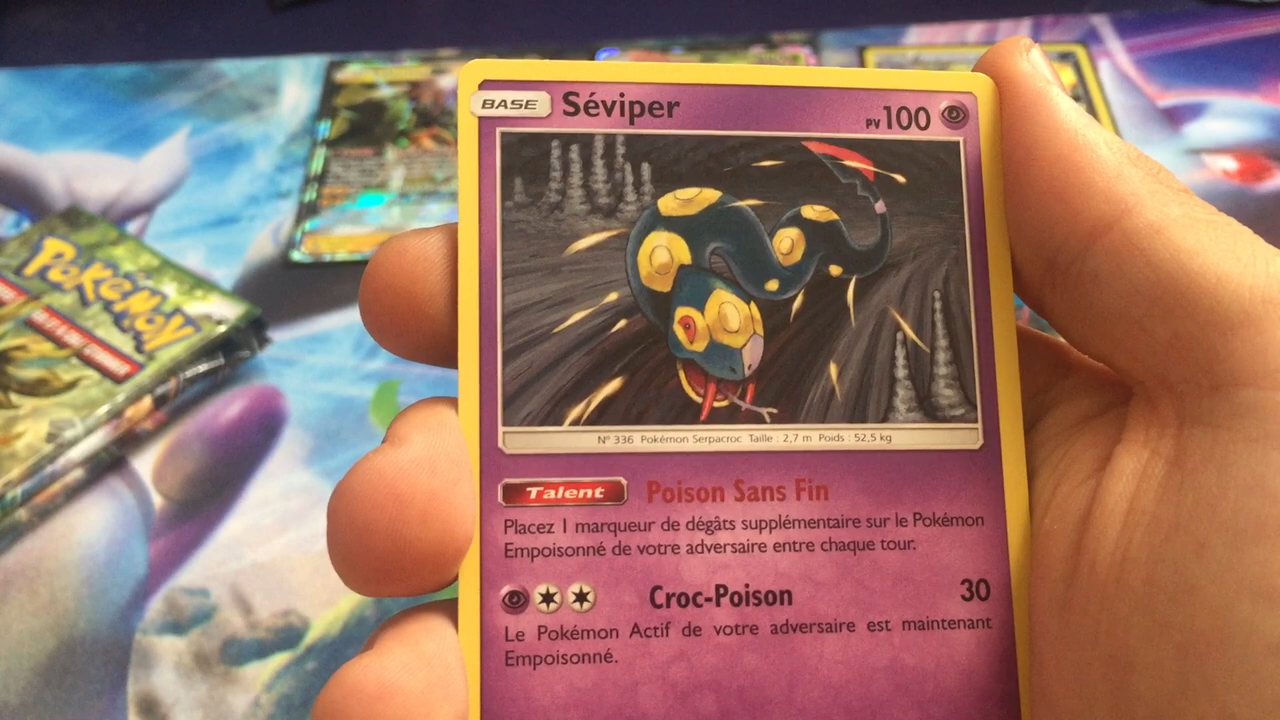 BASE Séviper PV100
N° 336 Pokémon Serpacroc Taille : 2,7 m Poids : 52,5 kg
Talent Poison Sans Fin
Placez 1 marqueur de dégâts supplémentaire sur le Pokémon
Empoisonné de votre adversaire entre chaque tour.
Croc-Poison 30
Le Pokémon Actif de votre adversaire est maintenant
Empoisonné.
POKÉMON